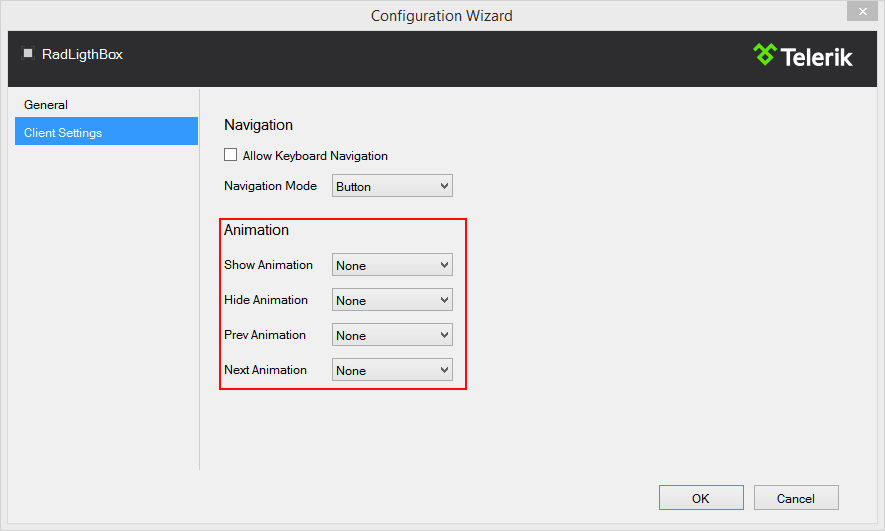 Configuration Wizard
RadLigthBox
Telerik
General
Client Settings
Navigation
Allow Keyboard Navigation
Navigation Mode Button
Animation
Show Animation None
Hide Animation None
Prev Animation None
Next Animation None
OK Cancel